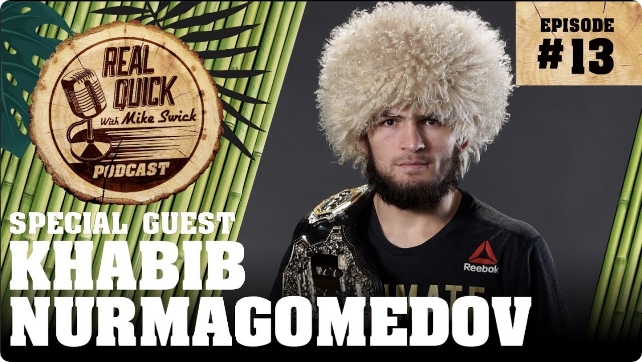 REAL
QUICK
With Mike Swick
PODCAST
EPISODE
#13
SPECIAL GUEST
KHABIB
NURMAGOMEDOV
Reebok